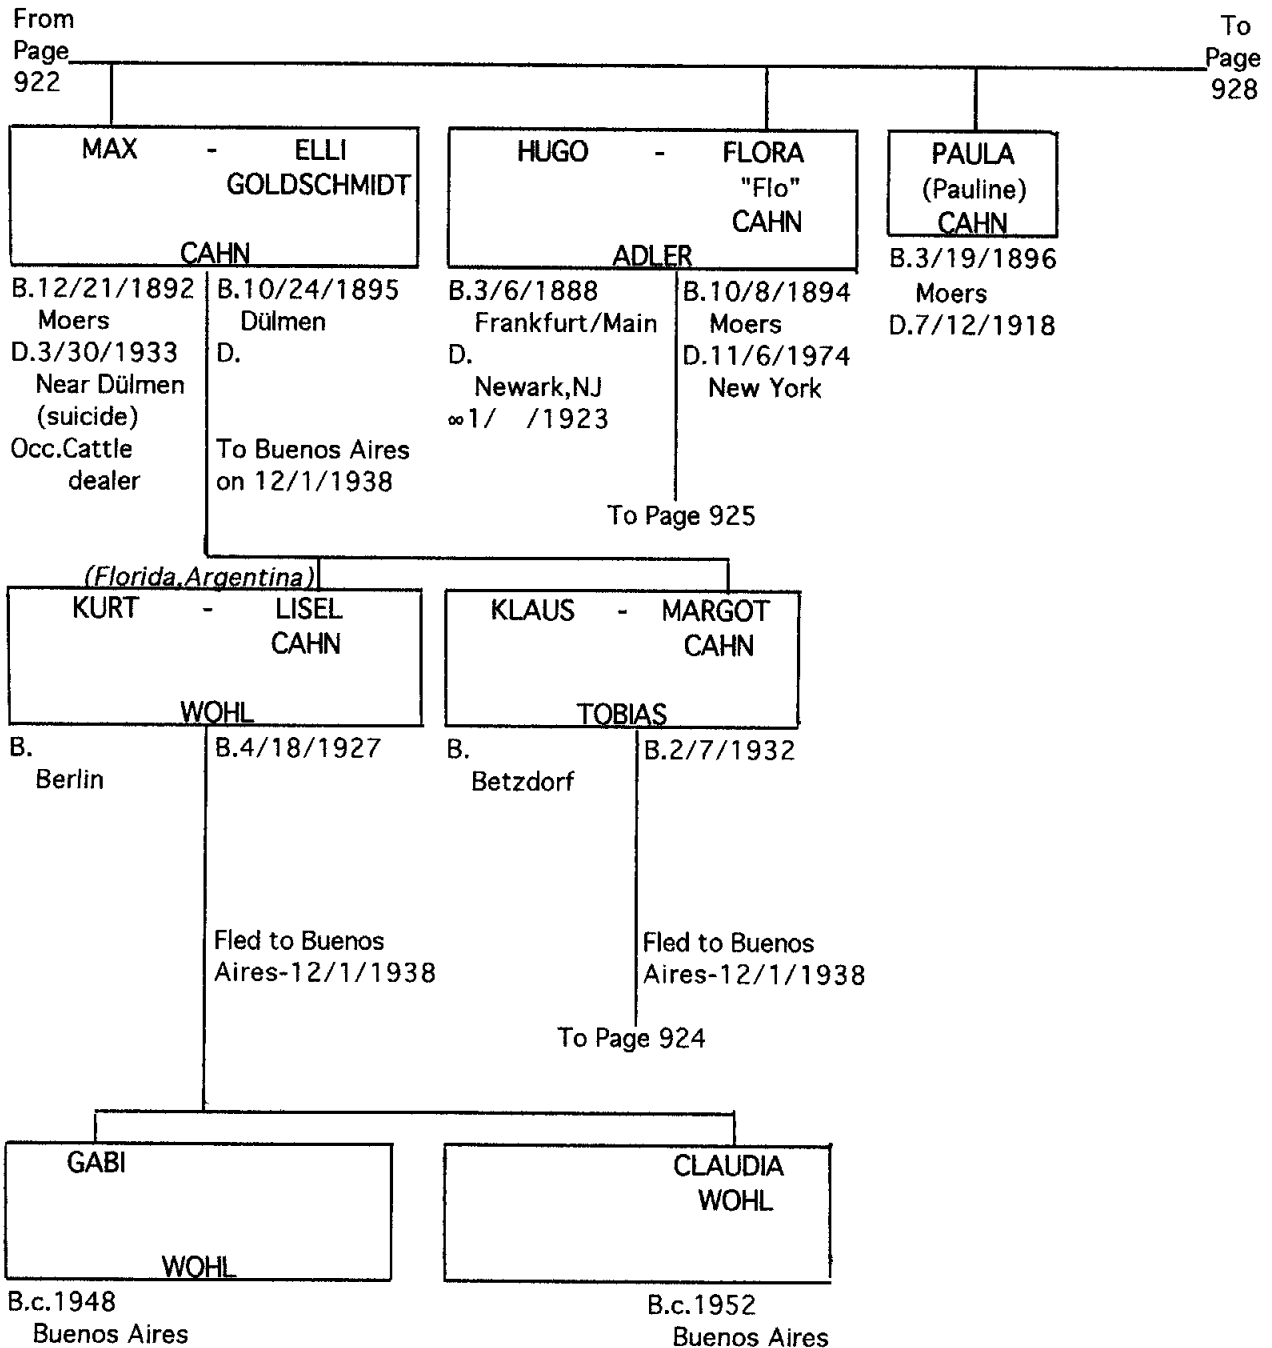 From
Page
922
To
Page
928
MAX - ELLI
GOLDSCHMIDT
CAHN
B.12/21/1892
Moers
D.3/30/1933
Near Dülmen
(suicide)
Occ.Cattle
dealer
B.10/24/1895
Dülmen
D.
To Buenos Aires
on 12/1/1938
HUGO - FLORA
"Flo"
CAHN
ADLER
B.3/6/1888
Frankfurt/Main
D.
Newark,NJ
∞1/ /1923
B.10/8/1894
Moers
D.11/6/1974
New York
To Page 925
PAULA
(Pauline)
CAHN
B.3/19/1896
Moers
D.7/12/1918
(Florida,Argentina)
KURT - LISEL
CAHN
WOHL
B.
Berlin
B.4/18/1927
Fled to Buenos
Aires-12/1/1938
KLAUS - MARGOT
CAHN
TOBIAS
B.
Betzdorf
B.2/7/1932
Fled to Buenos
Aires-12/1/1938
To Page 924
GABI
WOHL
B.c.1948
Buenos Aires
CLAUDIA
WOHL
B.c.1952
Buenos Aires